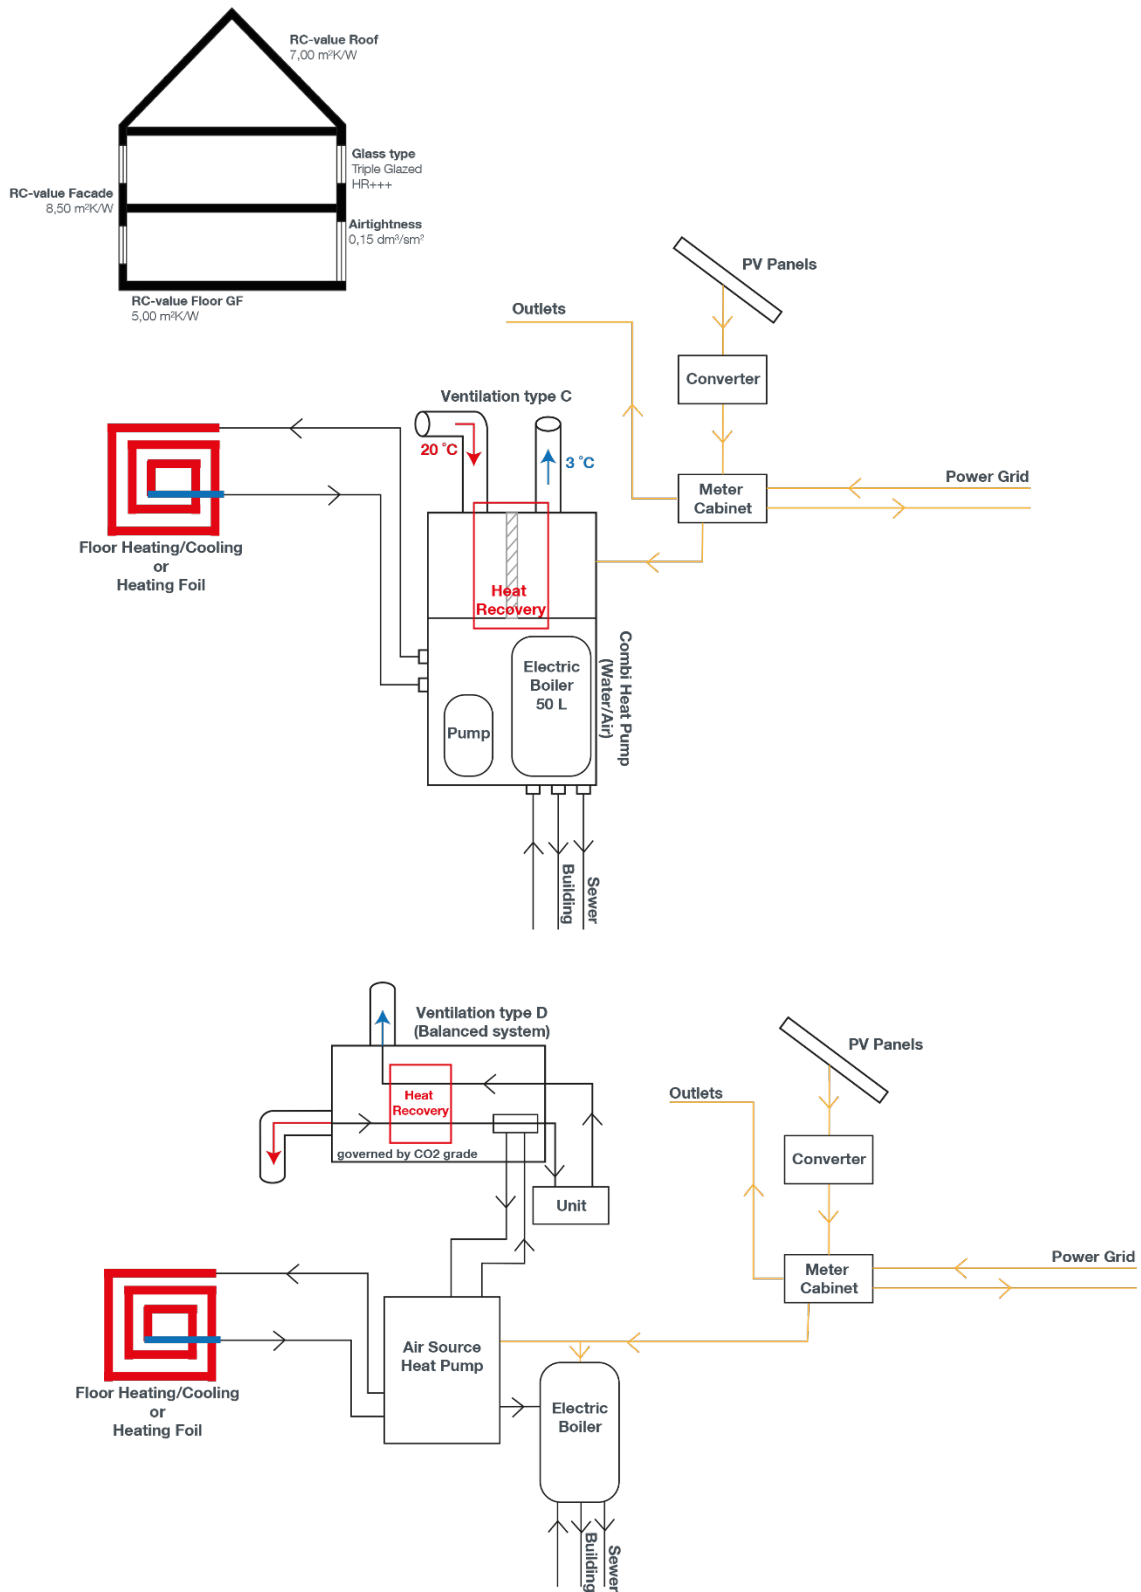 RC-value Roof
7,00 m²K/W
Glass type
Triple Glazed
HR+++
RC-value Facade
8,50 m²K/W
Airtightness
0,15 dm³/sm²
RC-value Floor GF
5,00 m²K/W
PV Panels
Outlets
Converter
Ventilation type C
20 °C
3 °C
Power Grid
Meter
Cabinet
Floor Heating/Cooling
or
Heating Foil
Heat
Recovery
Combi Heat Pump
(Water/Air)
Electric
Boiler
50 L
Pump
Building
Sewer
Ventilation type D
(Balanced system)
PV Panels
Outlets
Heat
Recovery
governed by CO2 grade
Converter
Unit
Power Grid
Meter
Cabinet
Air Source
Heat Pump
Floor Heating/Cooling
or
Heating Foil
Electric
Boiler
Building
Sewer